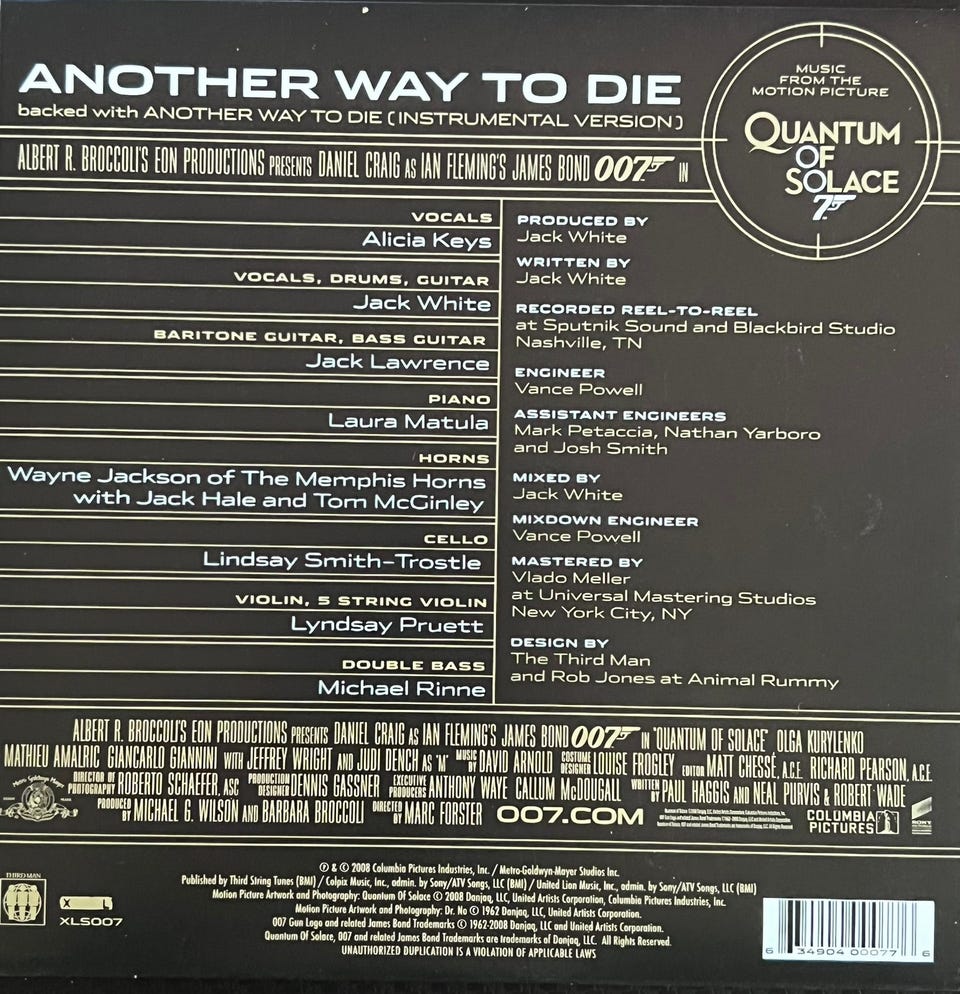 ANOTHER WAY TO DIE
backed with ANOTHER WAY TO DIE (INSTRUMENTAL VERSION)
MUSIC
FROM THE
MOTION PICTURE
QUANTUM
OF
SOLACE
7
ALBERT R. BROCCOLI'S EON PRODUCTIONS PRESENTS DANIEL CRAIG AS IAN FLEMING'S JAMES BOND 007 IN
VOCALS
Alicia Keys
VOCALS, DRUMS, GUITAR
Jack White
BARITONE GUITAR, BASS GUITAR
Jack Lawrence
PIANO
Laura Matula
HORNS
Wayne Jackson of The Memphis Horns
with Jack Hale and Tom McGinley
CELLO
Lindsay Smith-Trostle
VIOLIN, 5 STRING VIOLIN
Lyndsay Pruett
DOUBLE BASS
Michael Rinne
PRODUCED BY
Jack White
WRITTEN BY
Jack White
RECORDED REEL-TO-REEL
at Sputnik Sound and Blackbird Studio
Nashville, TN
ENGINEER
Vance Powell
ASSISTANT ENGINEERS
Mark Petaccia, Nathan Yarboro
and Josh Smith
MIXED BY
Jack White
MIXDOWN ENGINEER
Vance Powell
MASTERED BY
Vlado Meller
at Universal Mastering Studios
New York City, NY
DESIGN BY
The Third Man
and Rob Jones at Animal Rummy
ALBERT R. BROCCOLI'S EON PRODUCTIONS PRESENTS DANIEL CRAIG AS IAN FLEMING'S JAMES BOND 007 IN 'QUANTUM OF SOLACE' OLGA KURYLENKO
MATHIEU AMALRIC GIANCARLO GIANNINI WITH JEFFREY WRIGHT AND JUDI DENCH AS 'M' MUSIC BY DAVID ARNOLD COSTUME DESIGNER LOUISE FROGLEY EDITOR MATT CHESSÉ, A.C.E. RICHARD PEARSON, A.C.E.
DIRECTOR OF PHOTOGRAPHY ROBERTO SCHAEFER, ASC PRODUCTION DESIGNER DENNIS GASSNER EXECUTIVE PRODUCERS ANTHONY WAYE CALLUM McDOUGALL WRITTEN BY PAUL HAGGIS AND NEAL PURVIS & ROBERT WADE
PRODUCED BY MICHAEL G. WILSON AND BARBARA BROCCOLI DIRECTED BY MARC FORSTER 007.COM
COLUMBIA
PICTURES
SONY
℗ & © 2008 Columbia Pictures Industries, Inc. / Metro-Goldwyn-Mayer Studios Inc.
Published by Third String Tunes (BMI) / Colpix Music, Inc., admin. by Sony/ATV Songs, LLC (BMI) / United Lion Music, Inc., admin. by Sony/ATV Songs, LLC (BMI)
Motion Picture Artwork and Photography: Quantum Of Solace © 2008 Danjaq, LLC, United Artists Corporation, Columbia Pictures Industries, Inc.
Motion Picture Artwork and Photography: Dr. No © 1962 Danjaq, LLC, United Artists Corporation.
007 Gun Logo and related James Bond Trademarks © 1962-2008 Danjaq, LLC and United Artists Corporation.
Quantum Of Solace, 007 and related James Bond Trademarks are trademarks of Danjaq, LLC. All Rights Reserved.
UNAUTHORIZED DUPLICATION IS A VIOLATION OF APPLICABLE LAWS
THIRD MAN
X L
XLS007
6 34904 00077 6